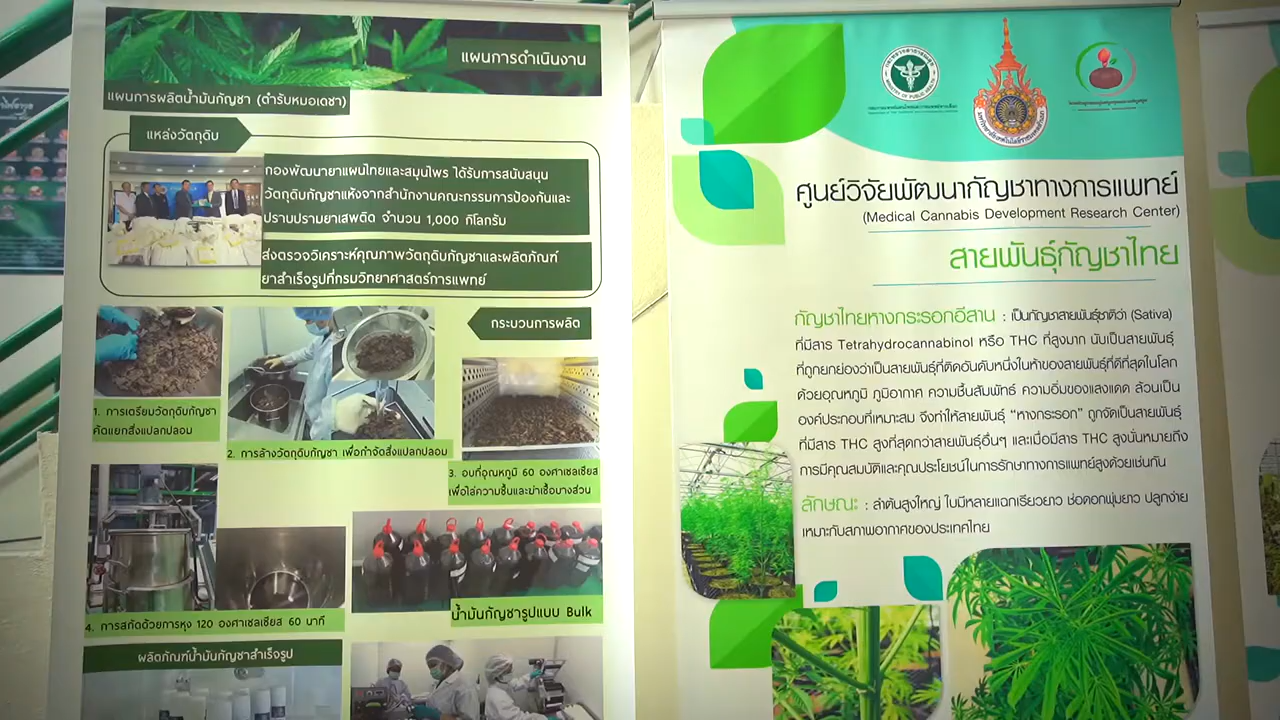 แผนการดำเนินงาน
แผนการผลิตน้ำมันกัญชา (ตำรับหมอเดชา)
แหล่งวัตถุดิบ
กองพัฒนายาแผนไทยและสมุนไพร ได้รับการสนับสนุน
วัตถุดิบกัญชาแห้งจากสำนักงานคณะกรรมการป้องกันและ
ปราบปรามยาเสพติด จำนวน 1,000 กิโลกรัม
ส่งตรวจวิเคราะห์คุณภาพวัตถุดิบกัญชาและผลิตภัณฑ์
ยาสำเร็จรูปที่กรมวิทยาศาสตร์การแพทย์
กระบวนการผลิต
1. การเตรียมวัตถุดิบกัญชา
คัดแยกสิ่งแปลกปลอม
2. การล้างวัตถุดิบกัญชา เพื่อกำจัดสิ่งแปลกปลอม
3. อบที่อุณหภูมิ 60 องศาเซลเซียส
เพื่อไล่ความชื้นและฆ่าเชื้อบางส่วน
4. การสกัดด้วยการหุง 120 องศาเซลเซียส 60 นาที
น้ำมันกัญชารูปแบบ Bulk
ผลิตภัณฑ์น้ำมันกัญชาสำเร็จรูป
ศูนย์วิจัยพัฒนากัญชาทางการแพทย์
(Medical Cannabis Development Research Center)
สายพันธุ์กัญชาไทย
กัญชาไทยหางกระรอกอีสาน : เป็นกัญชาสายพันธุ์ซาติว่า (Sativa)
ที่มีสาร Tetrahydrocannabinol หรือ THC ที่สูงมาก นับเป็นสายพันธุ์
ที่ถูกยกย่องว่าเป็นสายพันธุ์ที่ติดอันดับหนึ่งในห้าของสายพันธุ์ที่ดีที่สุดในโลก
ด้วยอุณหภูมิ ภูมิอากาศ ความชื้นสัมพัทธ์ ความอิ่มของแสงแดด ล้วนเป็น
องค์ประกอบที่เหมาะสม จึงทำให้สายพันธุ์ "หางกระรอก" ถูกจัดเป็นสายพันธุ์
ที่มีสาร THC สูงที่สุดกว่าสายพันธุ์อื่นๆ และเมื่อมีสาร THC สูงนั่นหมายถึง
การมีคุณสมบัติและคุณประโยชน์ในการรักษาทางการแพทย์สูงด้วยเช่นกัน
ลักษณะ : ลำต้นสูงใหญ่ ใบมีหลายแฉกเรียวยาว ช่อดอกพุ่มยาว ปลูกง่าย
เหมาะกับสภาพอากาศของประเทศไทย